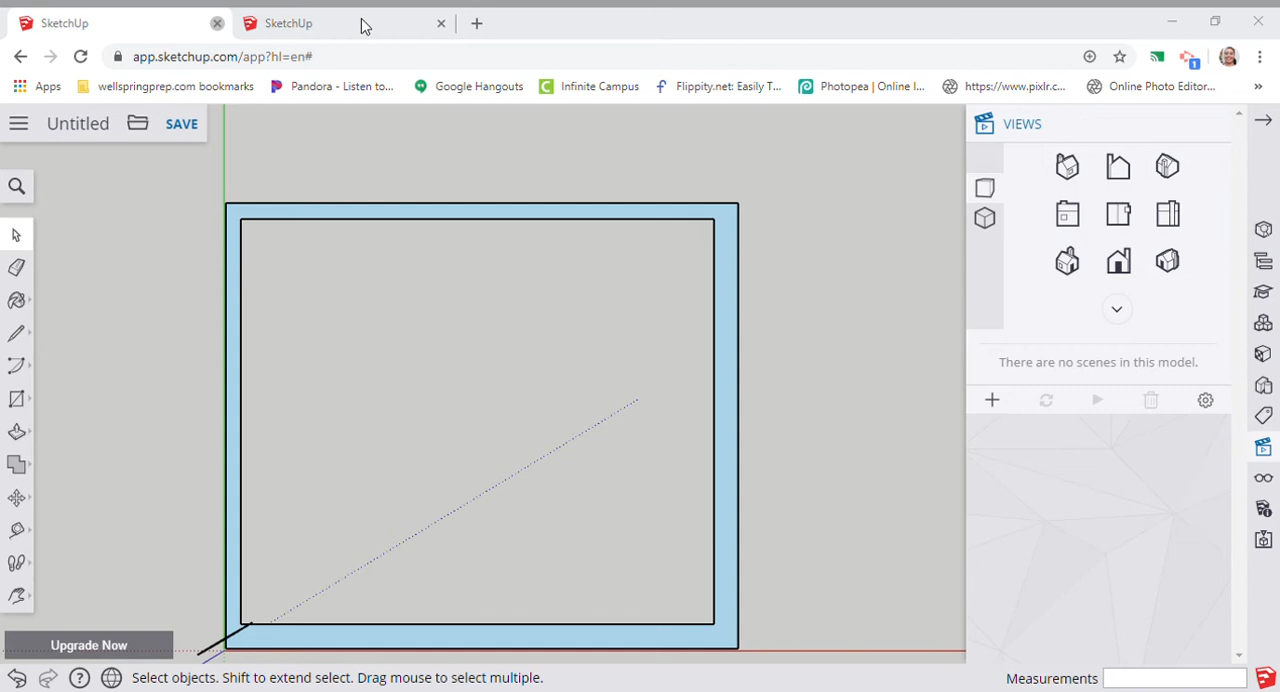 SketchUp
SketchUp
app.sketchup.com/app?hl=en#
Apps
wellspringprep.com bookmarks
Pandora - Listen to...
Google Hangouts
Infinite Campus
Flippity.net: Easily T...
Photopea | Online I...
https://www.pixlr.c...
Online Photo Editor...
»
1
Untitled
SAVE
VIEWS
There are no scenes in this model.
Upgrade Now
Select objects. Shift to extend select. Drag mouse to select multiple.
Measurements